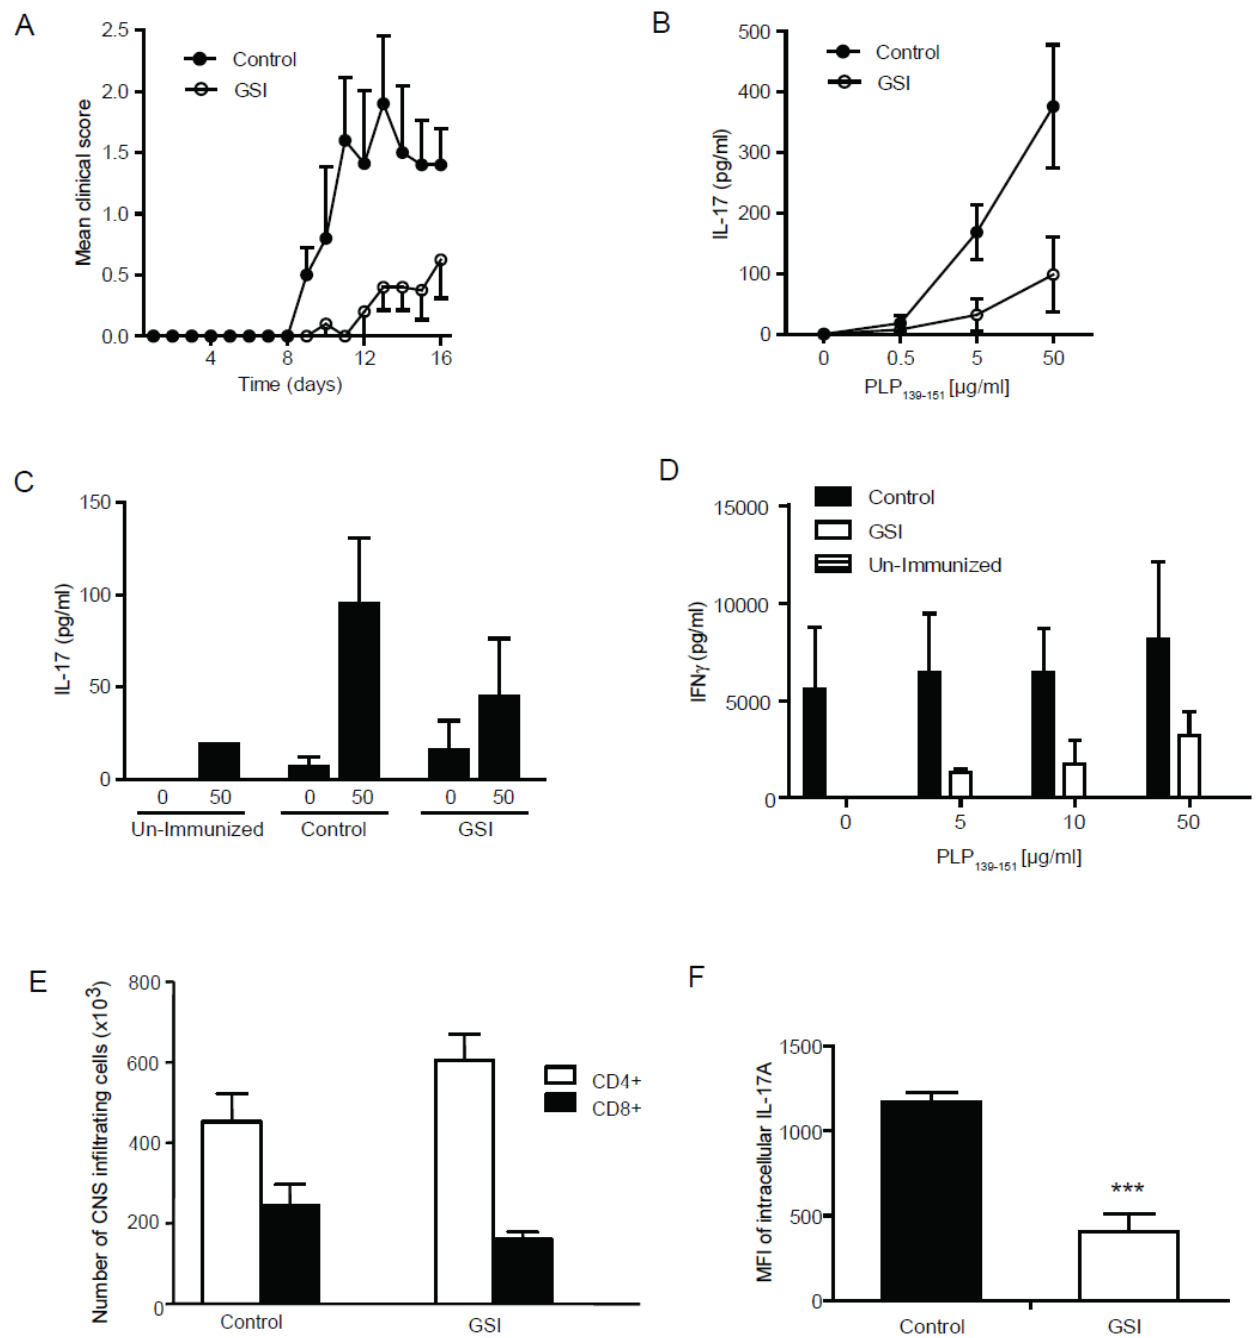 A
Mean clinical score
2.5
2.0
1.5
1.0
0.5
0.0
Control
GSI
4 8 12 16
Time (days)
B
IL-17 (pg/ml)
500
400
300
200
100
0
Control
GSI
0 0.5 5 50
PLP139-151 [µg/ml]
C
IL-17 (pg/ml)
150
100
50
0
0 50 0 50 0 50
Un-Immunized Control GSI
D
IFNγ (pg/ml)
15000
10000
5000
0
Control
GSI
Un-Immunized
0 5 10 50
PLP139-151 [µg/ml]
E
Number of CNS infiltrating cells (x10³)
800
600
400
200
0
CD4+
CD8+
Control GSI
F
MFI of intracellular IL-17A
1500
1000
500
0
***
Control GSI